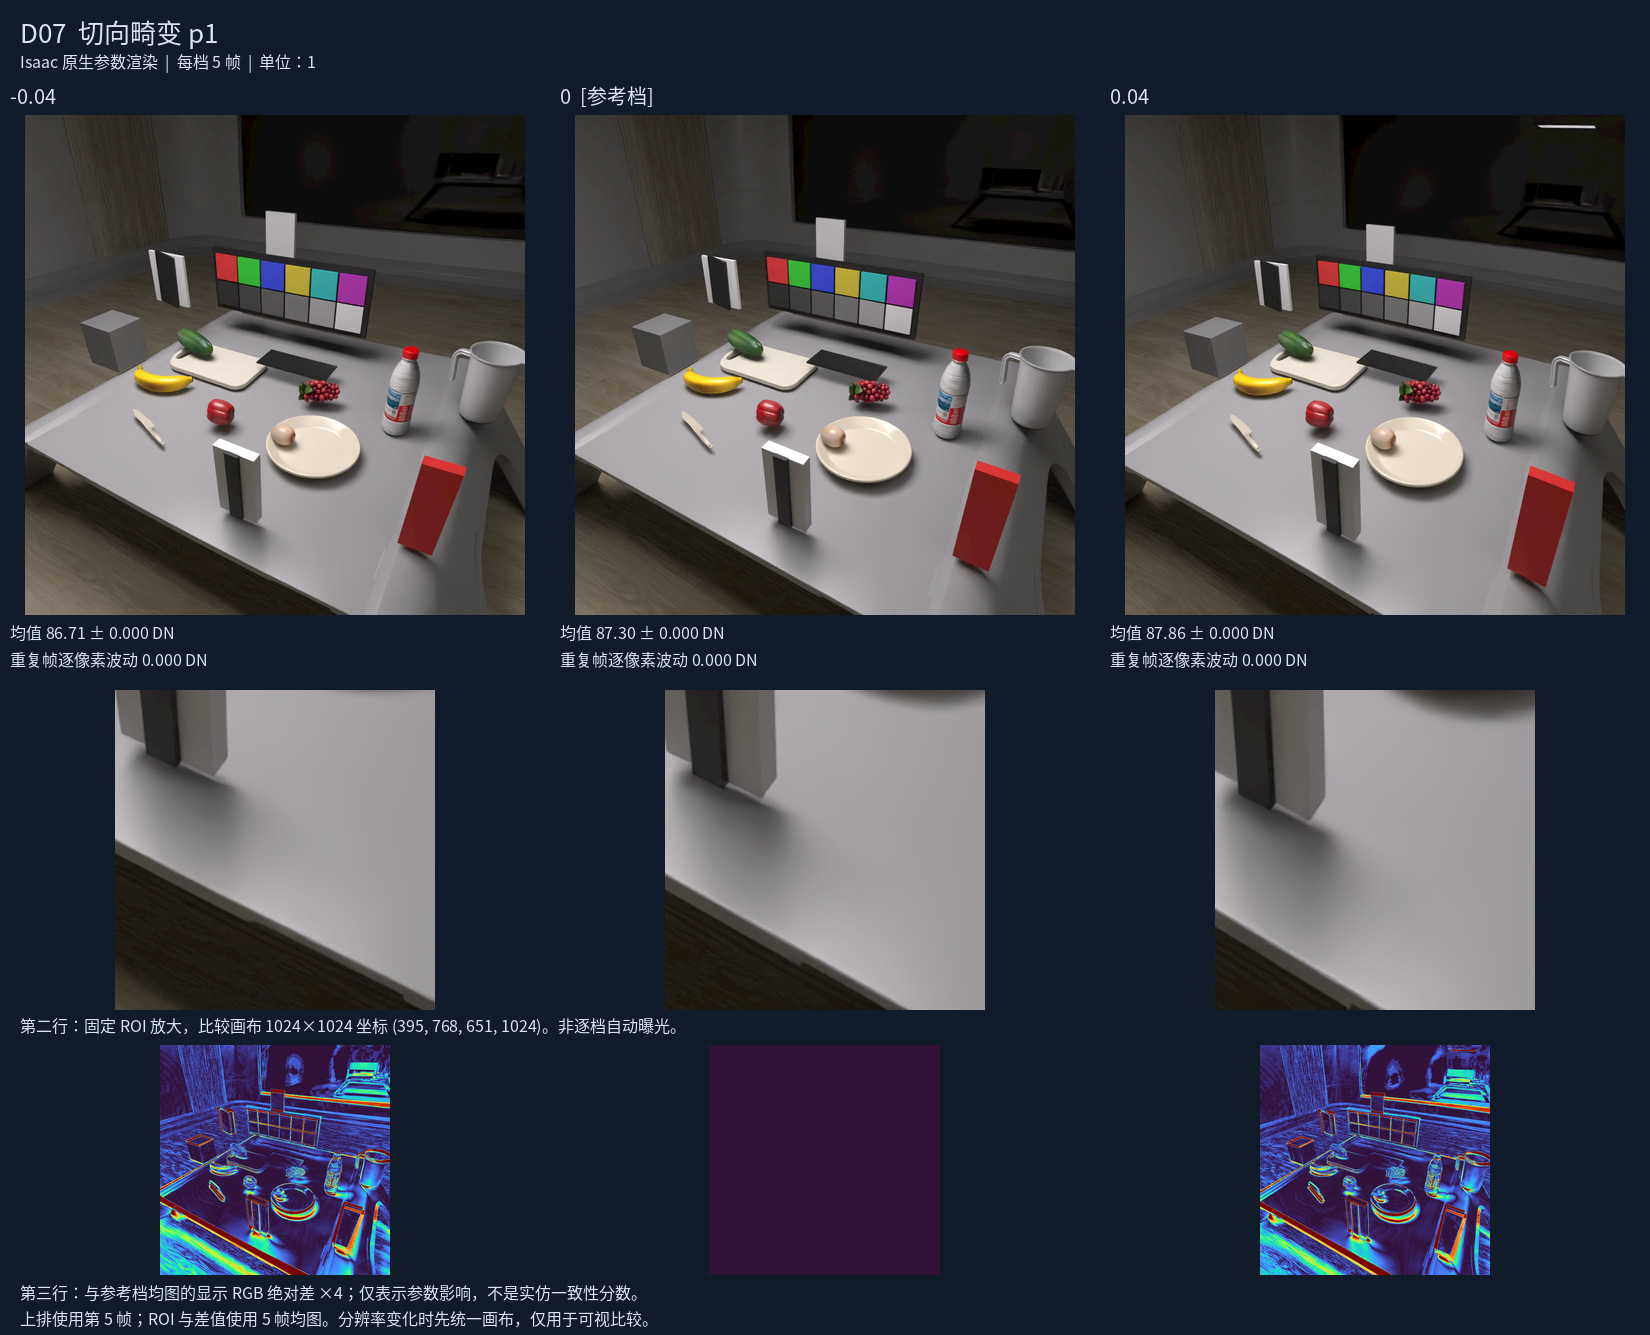 D07 切向畸变 p1
Isaac 原生参数渲染 | 每档 5 帧 | 单位：1
-0.04
0 [参考档]
0.04
均值 86.71 ± 0.000 DN
重复帧逐像素波动 0.000 DN
均值 87.30 ± 0.000 DN
重复帧逐像素波动 0.000 DN
均值 87.86 ± 0.000 DN
重复帧逐像素波动 0.000 DN
第二行：固定 ROI 放大，比较画布 1024×1024 坐标 (395, 768, 651, 1024)。非逐档自动曝光。
第三行：与参考档均图的显示 RGB 绝对差 ×4；仅表示参数影响，不是实仿一致性分数。
上排使用第 5 帧；ROI 与差值使用 5 帧均图。分辨率变化时先统一画布，仅用于可视比较。